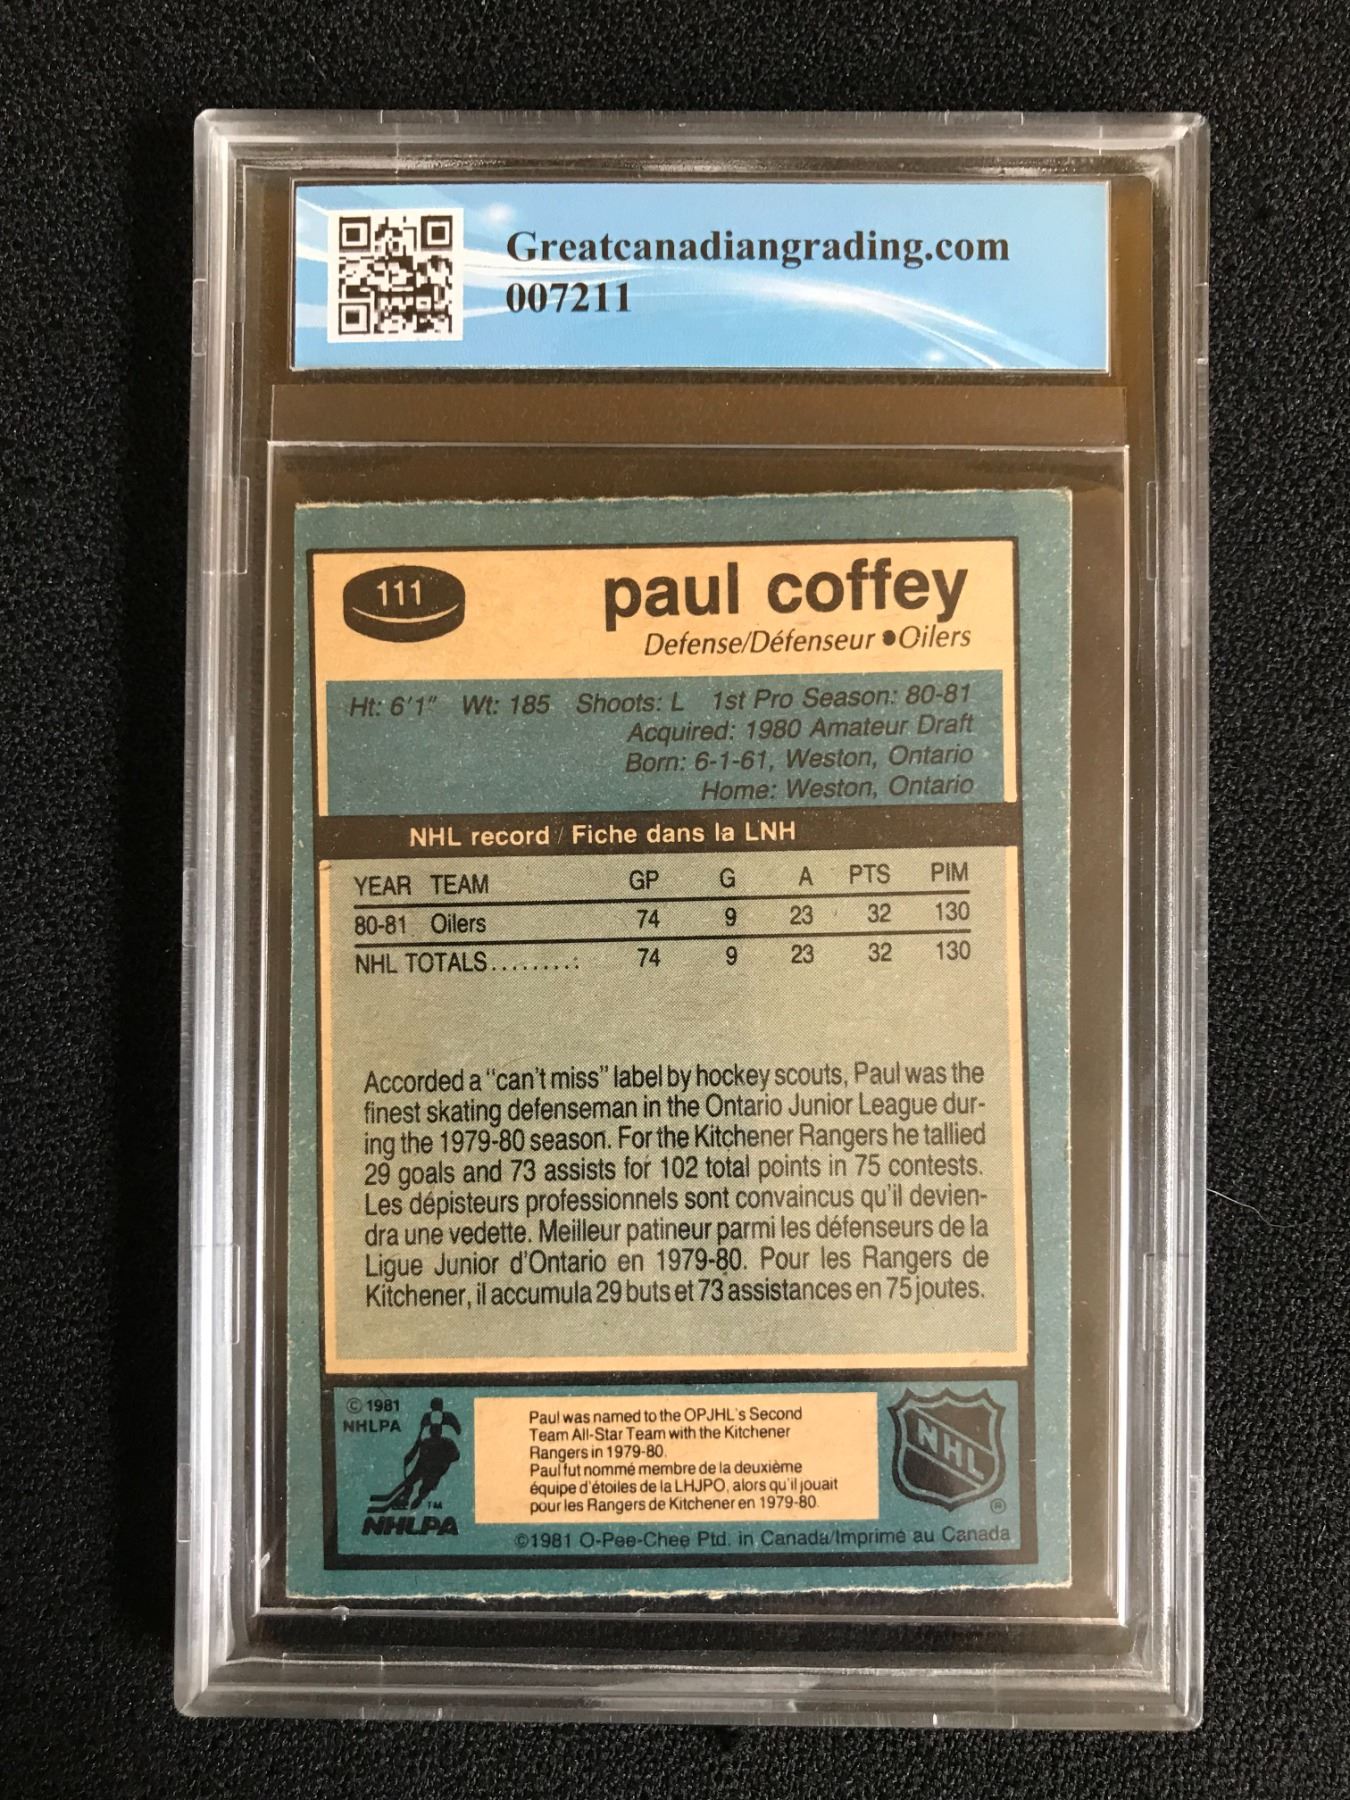 Greatcanadiangrading.com
007211
111
paul coffey
Defense/Défenseur ●Oilers
Ht: 6'1" Wt: 185 Shoots: L 1st Pro Season: 80-81
Acquired: 1980 Amateur Draft
Born: 6-1-61, Weston, Ontario
Home: Weston, Ontario
NHL record / Fiche dans la LNH
YEAR TEAM GP G A PTS PIM
80-81 Oilers 74 9 23 32 130
NHL TOTALS......... 74 9 23 32 130
Accorded a "can't miss" label by hockey scouts, Paul was the
finest skating defenseman in the Ontario Junior League dur-
ing the 1979-80 season. For the Kitchener Rangers he tallied
29 goals and 73 assists for 102 total points in 75 contests.
Les dépisteurs professionnels sont convaincus qu'il devien-
dra une vedette. Meilleur patineur parmi les défenseurs de la
Ligue Junior d'Ontario en 1979-80. Pour les Rangers de
Kitchener, il accumula 29 buts et 73 assistances en 75 joutes.
© 1981
NHLPA
TM
NHLPA
Paul was named to the OPJHL's Second
Team All-Star Team with the Kitchener
Rangers in 1979-80.
Paul fut nommé membre de la deuxième
équipe d'étoiles de la LHJPO, alors qu'il jouait
pour les Rangers de Kitchener en 1979-80.
NHL
®
©1981 O-Pee-Chee Ptd. in Canada/Imprimé au Canada